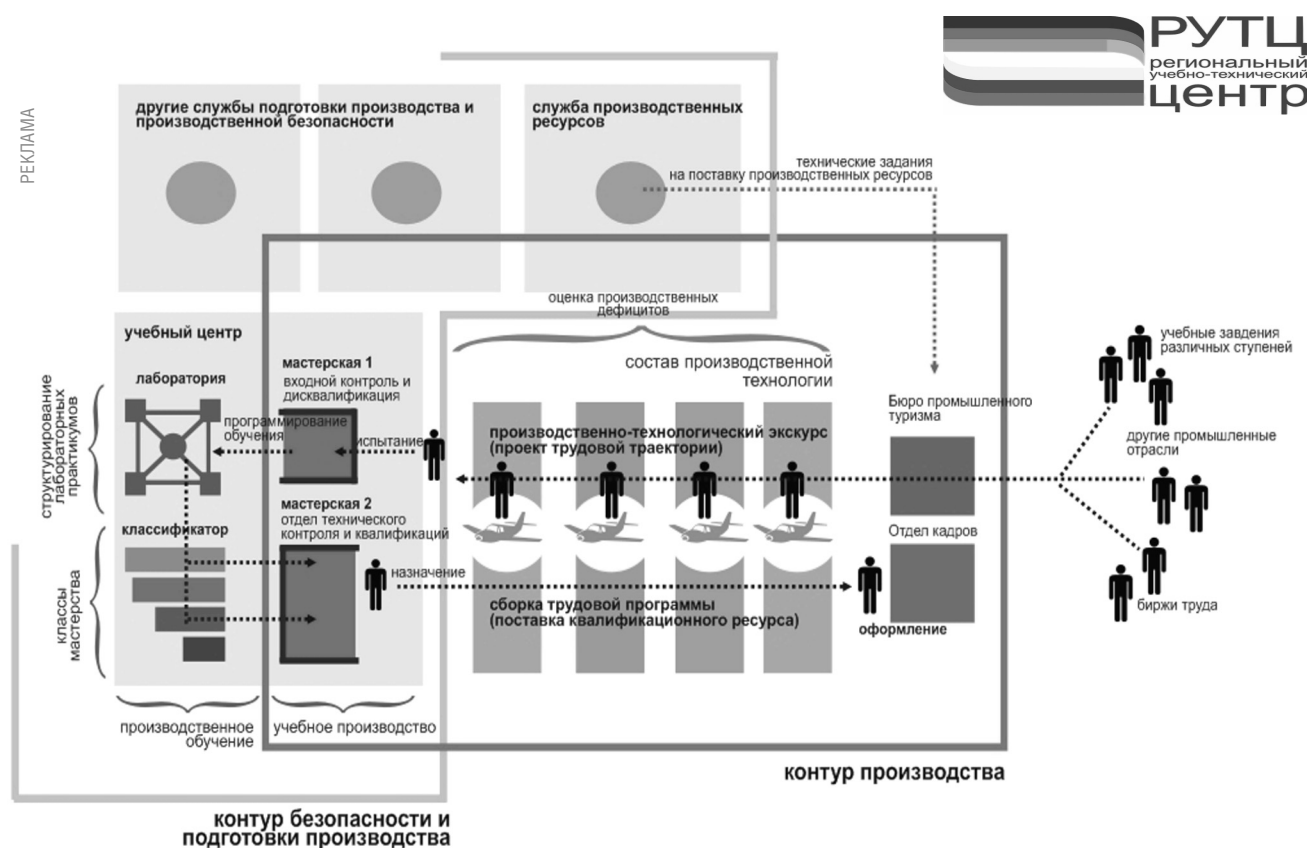 РЕКЛАМА
РУТЦ
региональный
учебно-технический
центр
другие службы подготовки производства и
производственной безопасности
служба производственных
ресурсов
технические задания
на поставку производственных ресурсов
оценка производственных
дефицитов
учебный центр
лаборатория
структурирование
лабораторных
практикумов
программирование
обучения
мастерская 1
входной контроль и
дисквалификация
испытание
состав производственной
технологии
производственно-технологический экскурс
(проект трудовой траектории)
Бюро промышленного
туризма
учебные завдения
различных ступеней
другие промышленные
отрасли
биржи труда
классификатор
классы
мастерства
мастерская 2
отдел технического
контроля и квалификаций
назначение
сборка трудовой программы
(поставка квалификационного ресурса)
Отдел кадров
оформление
производственное
обучение
учебное производство
контур производства
контур безопасности и
подготовки производства